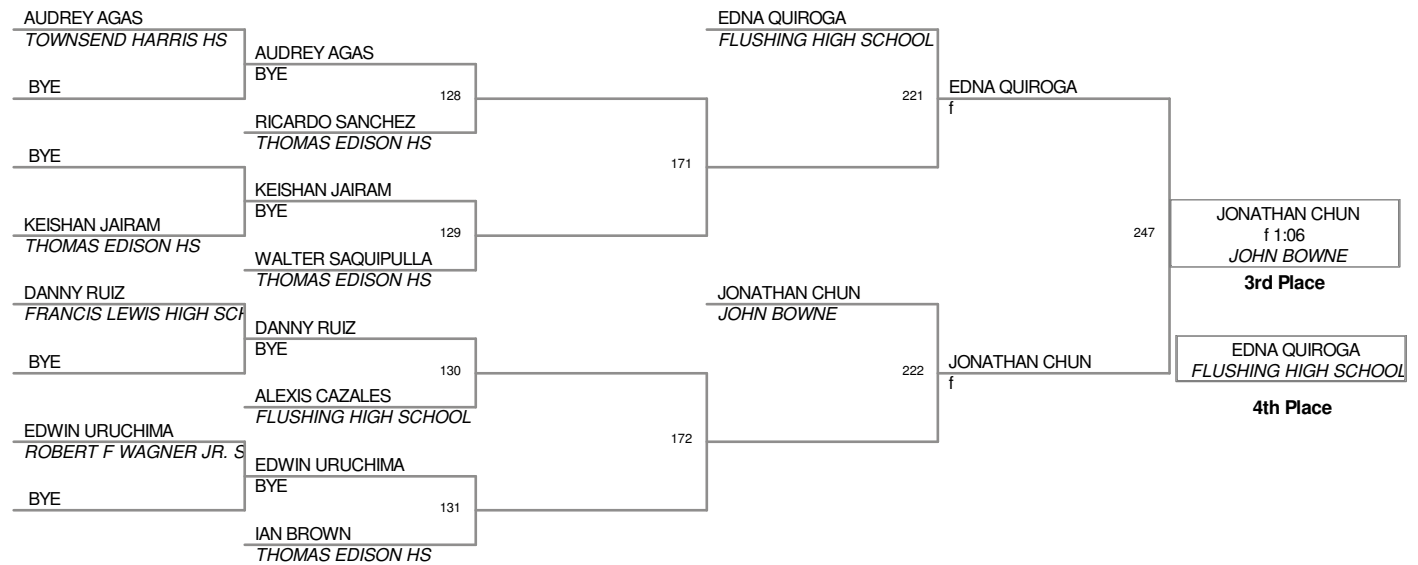 AUDREY AGAS
TOWNSEND HARRIS HS
BYE
BYE
KEISHAN JAIRAM
THOMAS EDISON HS
DANNY RUIZ
FRANCIS LEWIS HIGH SCH
BYE
EDWIN URUCHIMA
ROBERT F WAGNER JR. S
BYE
AUDREY AGAS
BYE
128
RICARDO SANCHEZ
THOMAS EDISON HS
KEISHAN JAIRAM
BYE
129
WALTER SAQUIPULLA
THOMAS EDISON HS
DANNY RUIZ
BYE
130
ALEXIS CAZALES
FLUSHING HIGH SCHOOL
EDWIN URUCHIMA
BYE
131
IAN BROWN
THOMAS EDISON HS
171
172
EDNA QUIROGA
FLUSHING HIGH SCHOOL
221
JONATHAN CHUN
JOHN BOWNE
222
EDNA QUIROGA
f
247
JONATHAN CHUN
f
JONATHAN CHUN
f 1:06
JOHN BOWNE
3rd Place
EDNA QUIROGA
FLUSHING HIGH SCHOOL
4th Place